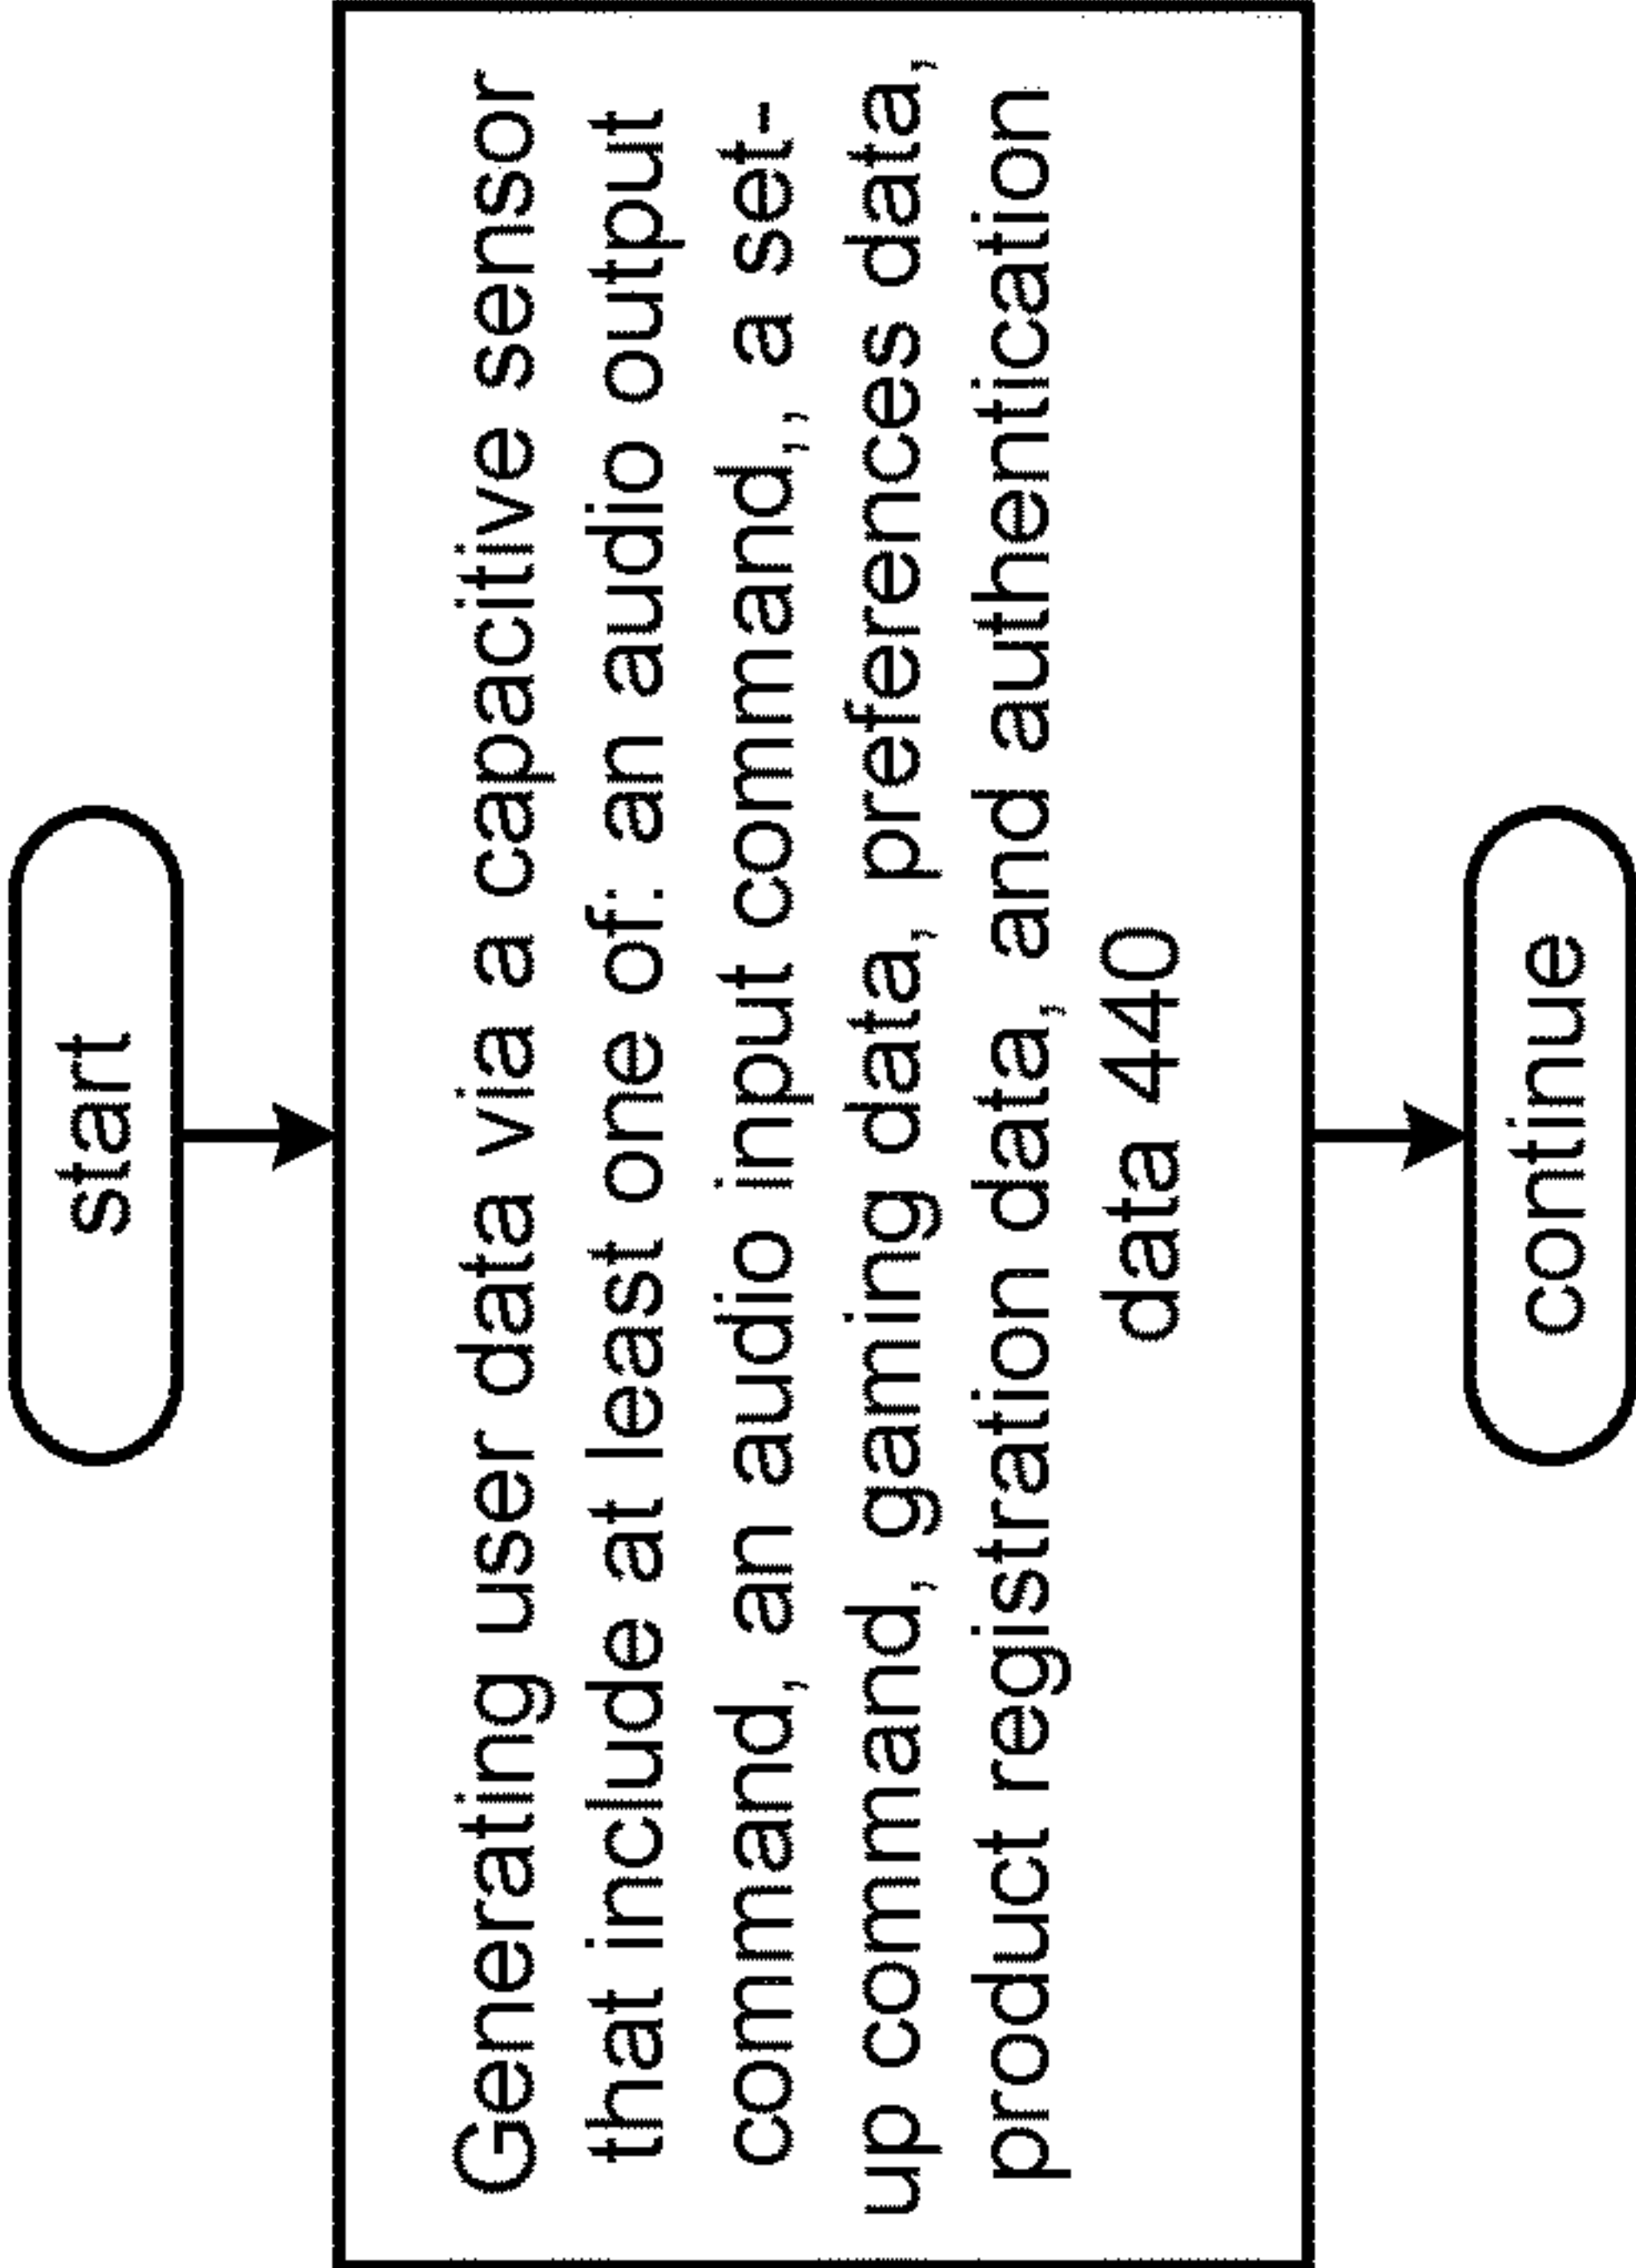 start
Generating user data via a capacitive sensor
that include at least one of: an audio output
command, an audio input command,, a set-
up command, gaming data, preferences data,
product registration data, and authentication
data 440
continue